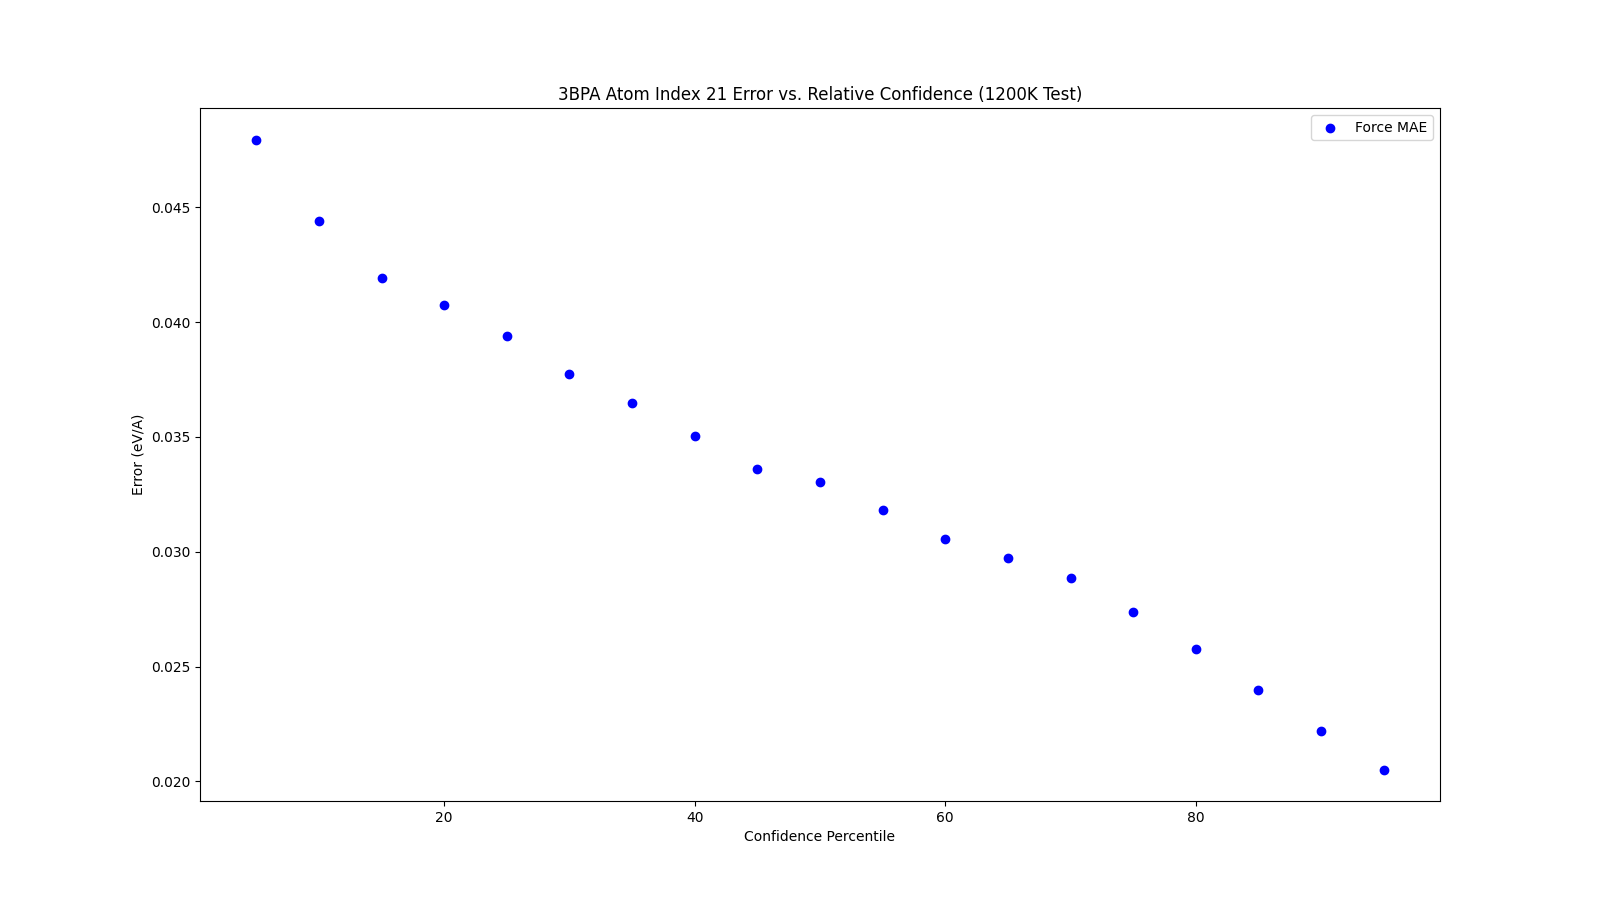 3BPA Atom Index 21 Error vs. Relative Confidence (1200K Test)
Force MAE
0.045
0.040
0.035
0.030
0.025
0.020
Error (eV/A)
20
40
60
80
Confidence Percentile